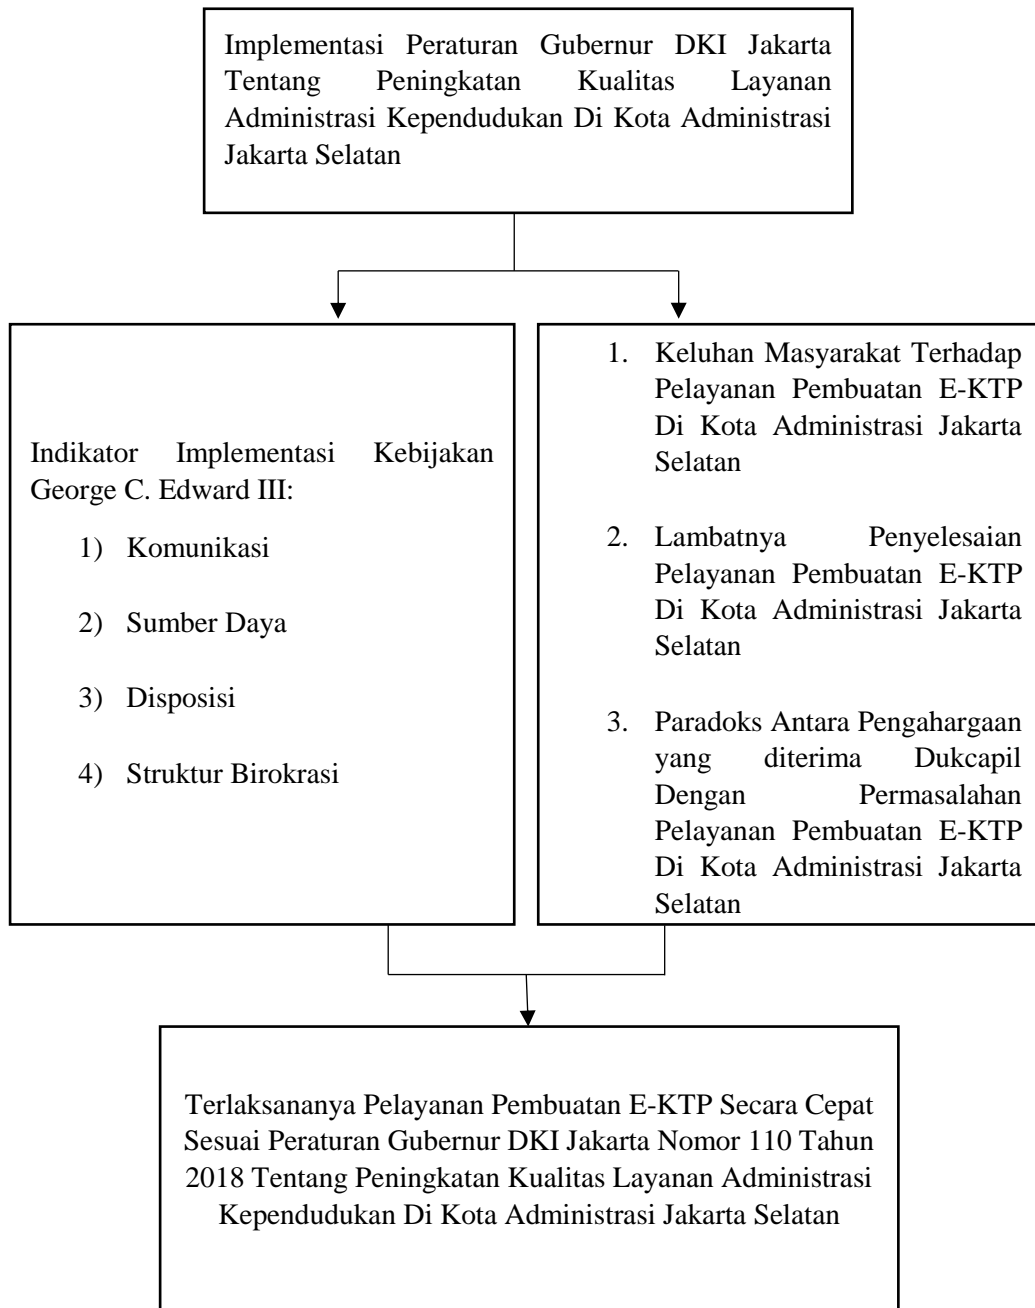 Implementasi Peraturan Gubernur DKI Jakarta
Tentang Peningkatan Kualitas Layanan
Administrasi Kependudukan Di Kota Administrasi
Jakarta Selatan
Indikator Implementasi Kebijakan
George C. Edward III:
1) Komunikasi
2) Sumber Daya
3) Disposisi
4) Struktur Birokrasi
1. Keluhan Masyarakat Terhadap
Pelayanan Pembuatan E-KTP
Di Kota Administrasi Jakarta
Selatan
2. Lambatnya Penyelesaian
Pelayanan Pembuatan E-KTP
Di Kota Administrasi Jakarta
Selatan
3. Paradoks Antara Pengahargaan
yang diterima Dukcapil
Dengan Permasalahan
Pelayanan Pembuatan E-KTP
Di Kota Administrasi Jakarta
Selatan
Terlaksananya Pelayanan Pembuatan E-KTP Secara Cepat
Sesuai Peraturan Gubernur DKI Jakarta Nomor 110 Tahun
2018 Tentang Peningkatan Kualitas Layanan Administrasi
Kependudukan Di Kota Administrasi Jakarta Selatan